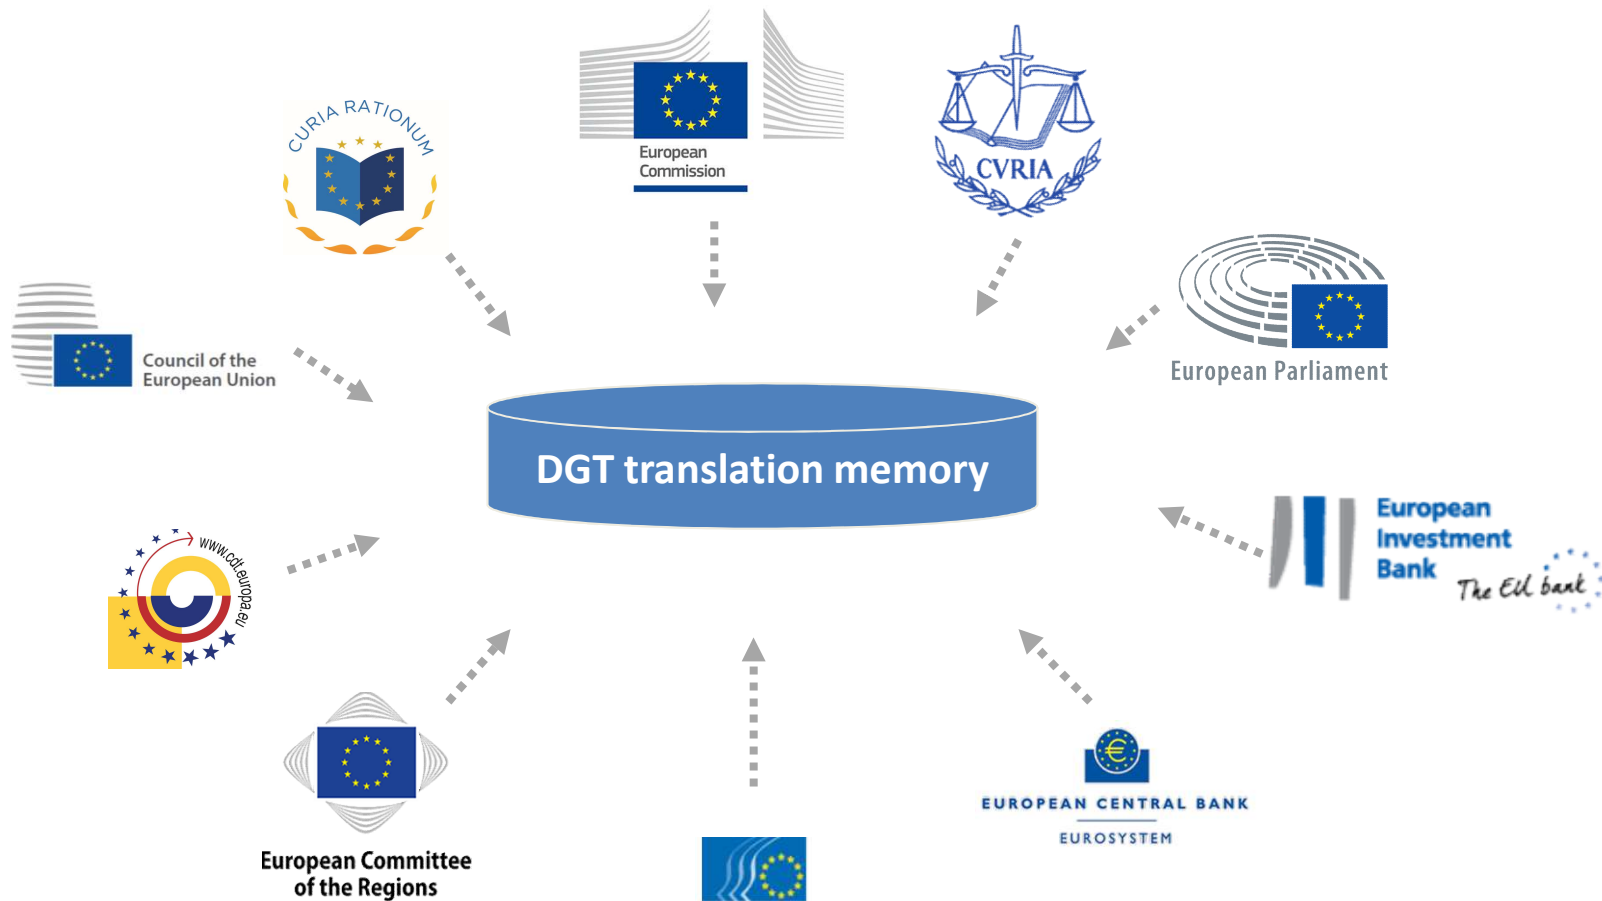 European
Commission
CVRIA
CURIA RATIONUM
European Parliament
Council of the
European Union
DGT translation memory
European
Investment
Bank
The EU bank
www.cdt.europa.eu
EUROPEAN CENTRAL BANK
EUROSYSTEM
European Committee
of the Regions